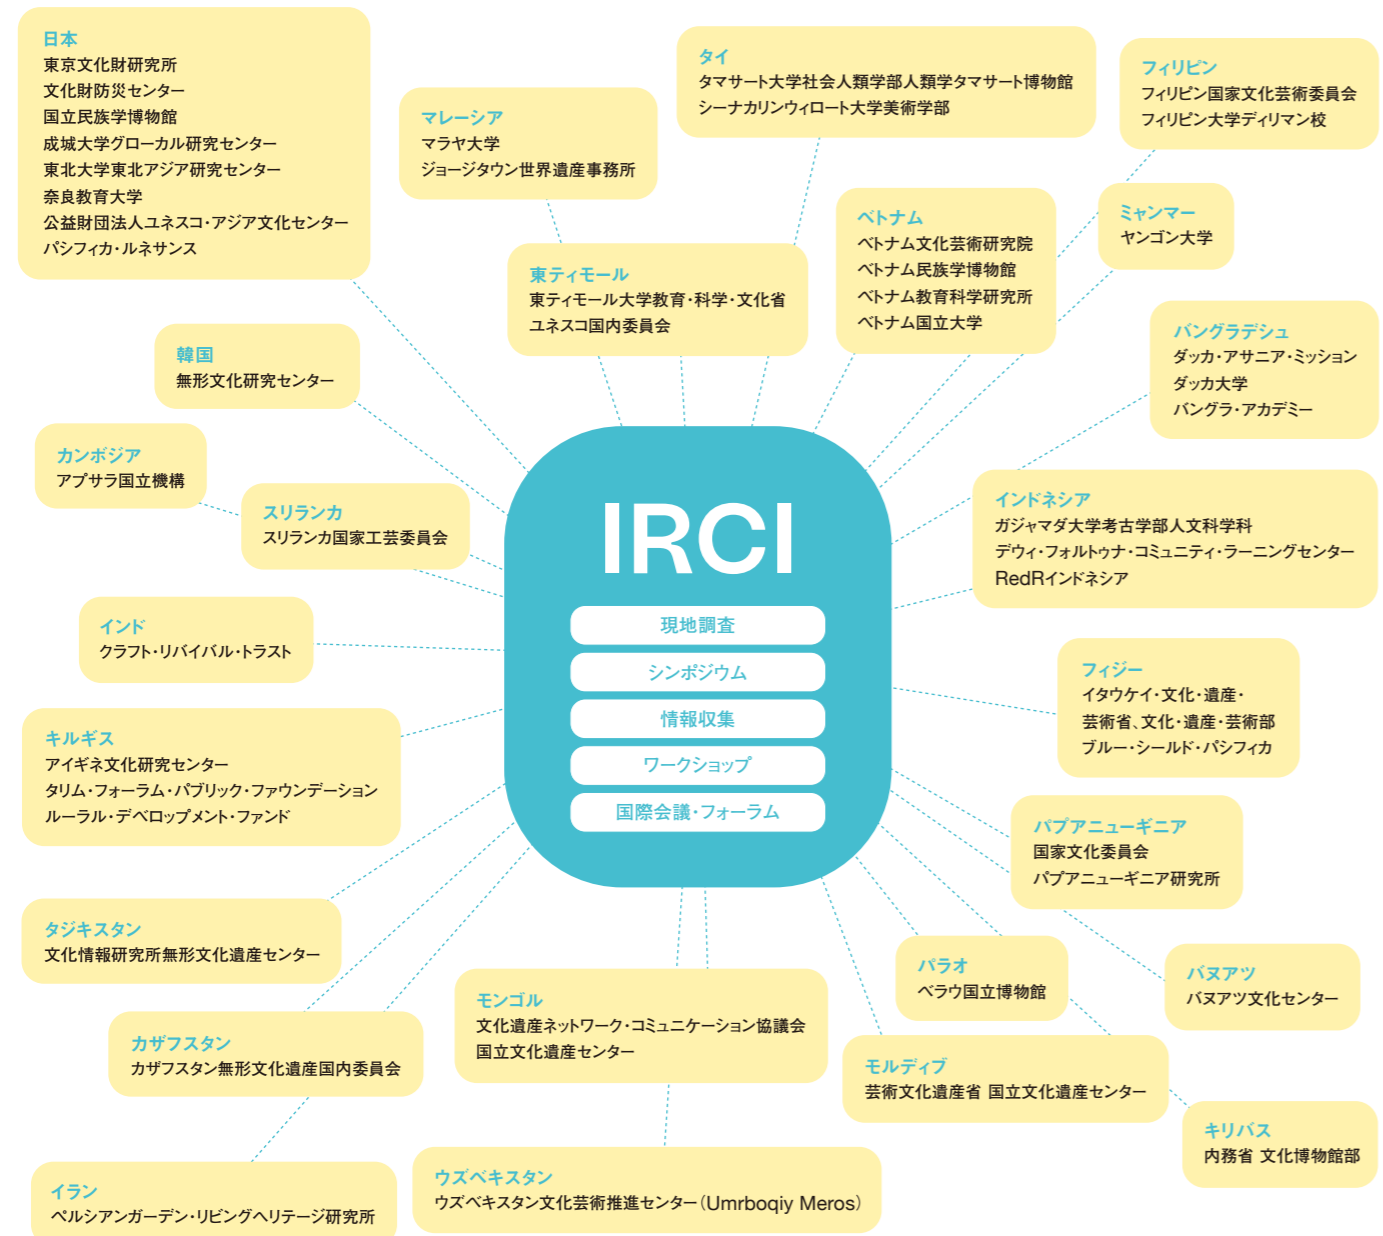 日本
東京文化財研究所
文化財防災センター
国立民族学博物館
成城大学グローカル研究センター
東北大学東北アジア研究センター
奈良教育大学
公益財団法人ユネスコ・アジア文化センター
パシフィカ・ルネサンス
マレーシア
マラヤ大学
ジョージタウン世界遺産事務所
タイ
タマサート大学社会人類学部人類学タマサート博物館
シーナカリンウィロート大学美術学部
フィリピン
フィリピン国家文化芸術委員会
フィリピン大学ディリマン校
東ティモール
東ティモール大学教育・科学・文化省
ユネスコ国内委員会
ベトナム
ベトナム文化芸術研究院
ベトナム民族学博物館
ベトナム教育科学研究所
ベトナム国立大学
ミャンマー
ヤンゴン大学
韓国
無形文化研究センター
バングラデシュ
ダッカ・アサニア・ミッション
ダッカ大学
バングラ・アカデミー
カンボジア
アプサラ国立機構
スリランカ
スリランカ国家工芸委員会
インドネシア
ガジャマダ大学考古学部人文科学科
デウィ・フォルトゥナ・コミュニティ・ラーニングセンター
RedRインドネシア
IRCI
現地調査
シンポジウム
情報収集
ワークショップ
国際会議・フォーラム
インド
クラフト・リバイバル・トラスト
フィジー
イタウケイ・文化・遺産・
芸術省、文化・遺産・芸術部
ブルー・シールド・パシフィカ
キルギス
アイギネ文化研究センター
タリム・フォーラム・パブリック・ファウンデーション
ルーラル・デベロップメント・ファンド
パプアニューギニア
国家文化委員会
パプアニューギニア研究所
タジキスタン
文化情報研究所無形文化遺産センター
パラオ
ベラウ国立博物館
バヌアツ
バヌアツ文化センター
モンゴル
文化遺産ネットワーク・コミュニケーション協議会
国立文化遺産センター
カザフスタン
カザフスタン無形文化遺産国内委員会
モルディブ
芸術文化遺産省 国立文化遺産センター
キリバス
内務省 文化博物館部
イラン
ペルシアンガーデン・リビングヘリテージ研究所
ウズベキスタン
ウズベキスタン文化芸術推進センター（Umrboqiy Meros）